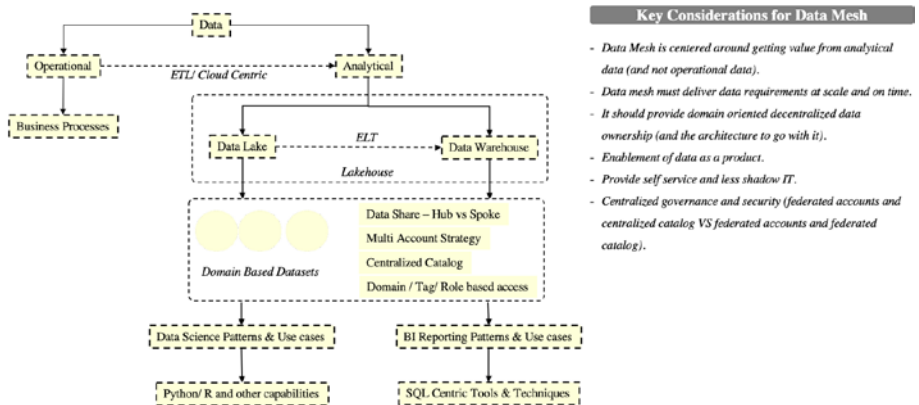 Data
Operational
ETL/ Cloud Centric
Analytical
Business Processes
Data Lake
ELT
Data Warehouse
Lakehouse
Domain Based Datasets
Data Share – Hub vs Spoke
Multi Account Strategy
Centralized Catalog
Domain / Tag/ Role based access
Data Science Patterns & Use cases
BI Reporting Patterns & Use cases
Python/ R and other capabilities
SQL Centric Tools & Techniques
Key Considerations for Data Mesh
- Data Mesh is centered around getting value from analytical
data (and not operational data).
- Data mesh must deliver data requirements at scale and on time.
- It should provide domain oriented decentralized data
ownership (and the architecture to go with it).
- Enablement of data as a product.
- Provide self service and less shadow IT.
- Centralized governance and security (federated accounts and
centralized catalog VS federated accounts and federated
catalog).